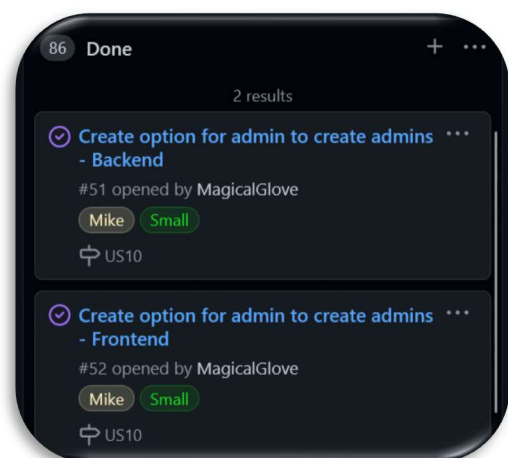 86 Done
2 results
Create option for admin to create admins
- Backend
#51 opened by MagicalGlove
Mike Small
US10
Create option for admin to create admins
- Frontend
#52 opened by MagicalGlove
Mike Small
US10